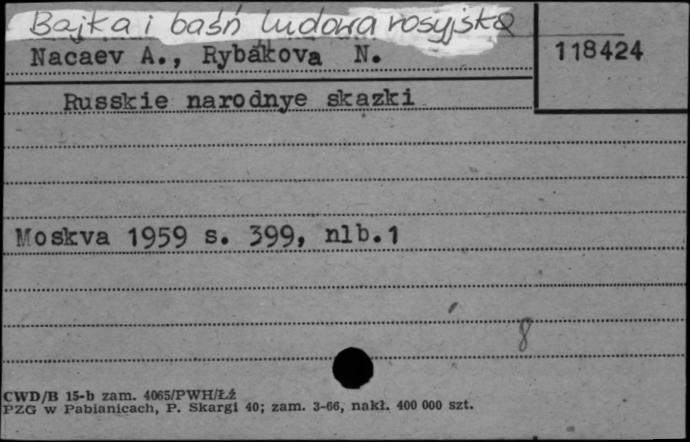 Bajka i baśń ludowa rosyjska
Nacaev A., Rybakova N.
118424
Russkie narodnye skazki
Moskva 1959 s. 399, nlb.1
8
CWD/B 15-b zam. 4065/PWH/Łź
PZG w Pabianicach, P. Skargi 40; zam. 3-66, nakł. 400 000 szt.